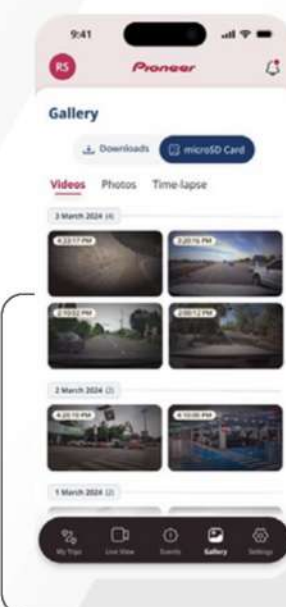 9:41
RS
Pioneer
Gallery
Downloads
microSD Card
Videos Photos Time-lapse
3 March 2024 (4)
4:22:17 PM
3:20:16 PM
2:10:52 PM
2:00:12 PM
2 March 2024 (2)
4:20:10 PM
4:10:00 PM
1 March 2024 (2)
My Trips
Live View
Events
Gallery
Settings